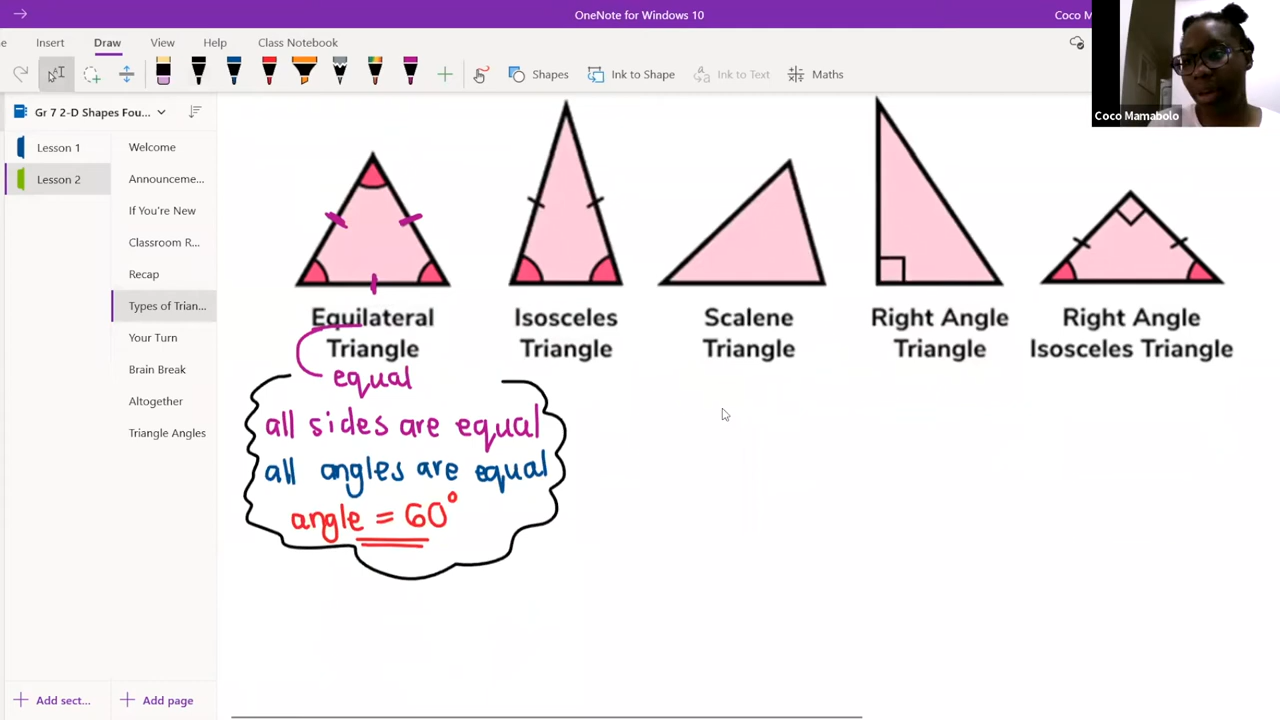 OneNote for Windows 10
Coco M
Insert
Draw
View
Help
Class Notebook
Shapes
Ink to Shape
Ink to Text
Maths
Coco Mamabolo
Gr 7 2-D Shapes Fou...
Lesson 1
Lesson 2
Welcome
Announceme...
If You're New
Classroom R...
Recap
Types of Trian...
Your Turn
Brain Break
Altogether
Triangle Angles
Add sect...
Add page
Equilateral
Triangle
Isosceles
Triangle
Scalene
Triangle
Right Angle
Triangle
Right Angle
Isosceles Triangle
equal
all sides are equal
all angles are equal
angle = 60°